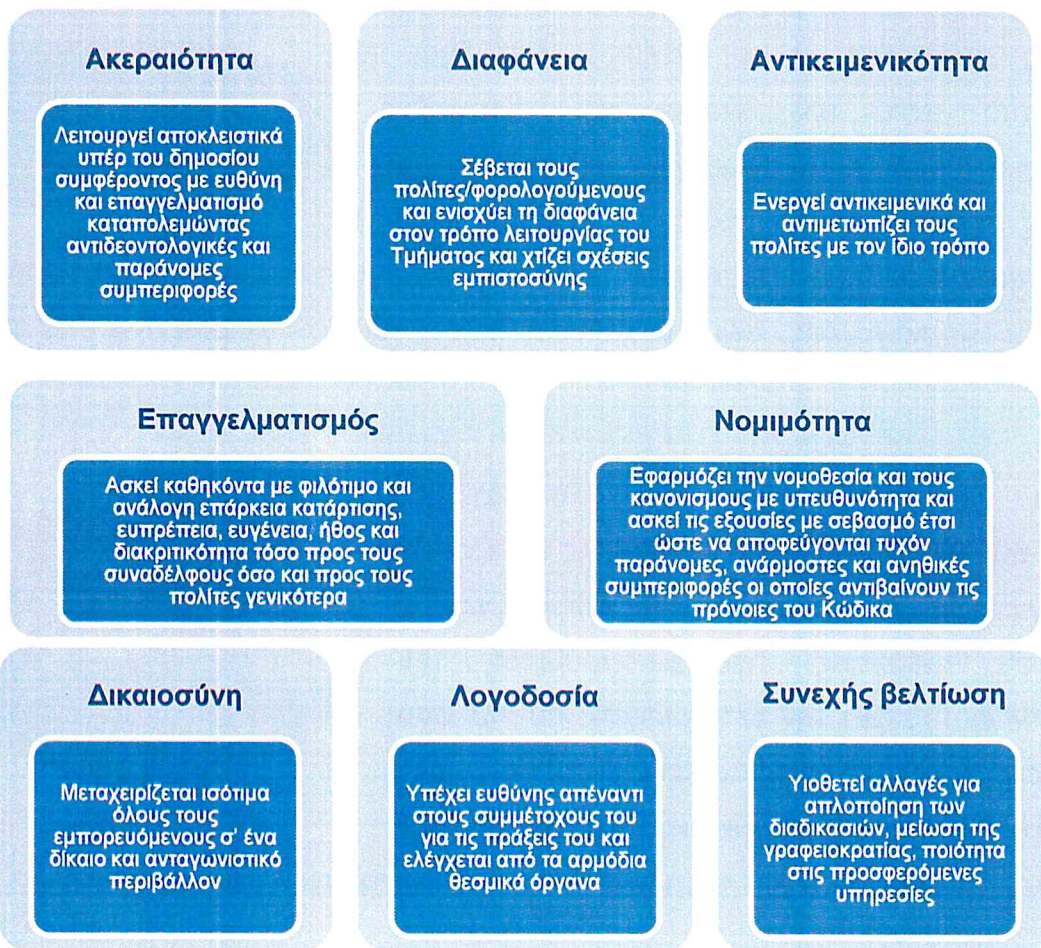 Ακεραιότητα
Λειτουργεί αποκλειστικά
υπέρ του δημοσίου
συμφέροντος με ευθύνη
και επαγγελματισμό
καταπολεμώντας
αντιδεοντολογικές και
παράνομες
συμπεριφορές
Διαφάνεια
Σέβεται τους
πολίτες/φορολογούμενους
και ενισχύει τη διαφάνεια
στον τρόπο λειτουργίας του
Τμήματος και χτίζει σχέσεις
εμπιστοσύνης
Αντικειμενικότητα
Ενεργεί αντικειμενικά και
αντιμετωπίζει τους
πολίτες με τον ίδιο τρόπο
Επαγγελματισμός
Ασκεί καθηκόντα με φιλότιμο και
ανάλογη επάρκεια κατάρτισης,
ευπρέπεια, ευγένεια, ήθος και
διακριτικότητα τόσο προς τους
συναδέλφους όσο και προς τους
πολίτες γενικότερα
Νομιμότητα
Εφαρμόζει την νομοθεσία και τους
κανονισμους με υπευθυνότητα και
ασκεί τις εξουσίες με σεβασμό έτσι
ώστε να αποφεύγονται τυχόν
παράνομες, ανάρμοστες και ανηθικές
συμπεριφορές οι οποίες αντιβαίνουν τις
πρόνοιες του Κώδικα
Δικαιοσύνη
Μεταχειρίζεται ισότιμα
όλους τους
εμπορευόμενους σ' ένα
δίκαιο και ανταγωνιστικό
περιβάλλον
Λογοδοσία
Υπέχει ευθύνης απέναντι
στους συμμέτοχους του
για τις πράξεις του και
ελέγχεται από τα αρμόδια
θεσμικά όργανα
Συνεχής βελτίωση
Υιοθετεί αλλαγές για
απλοποίηση των
διαδικασιών, μείωση της
γραφειοκρατίας, ποιότητα
στις προσφερόμενες
υπηρεσίες